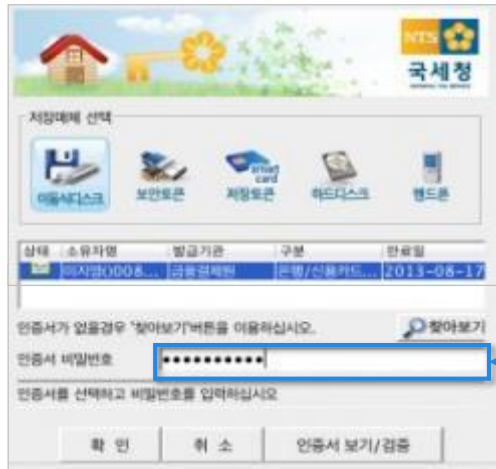 NTS
국세청
저장매체 선택
smart card
이동식디스크 보안토큰 저장토큰 하드디스크 핸드폰
상태 소유자명 발급기관 구분 만료일
이지영()008... 금융결제원 은행/신용카드... 2013-08-17
인증서가 없을경우 "찾아보기"버튼을 이용하십시오. 찾아보기
인증서 비밀번호 ●●●●●●●●●●
인증서를 선택하고 비밀번호를 입력하십시오
확 인 취 소 인증서 보기/검증